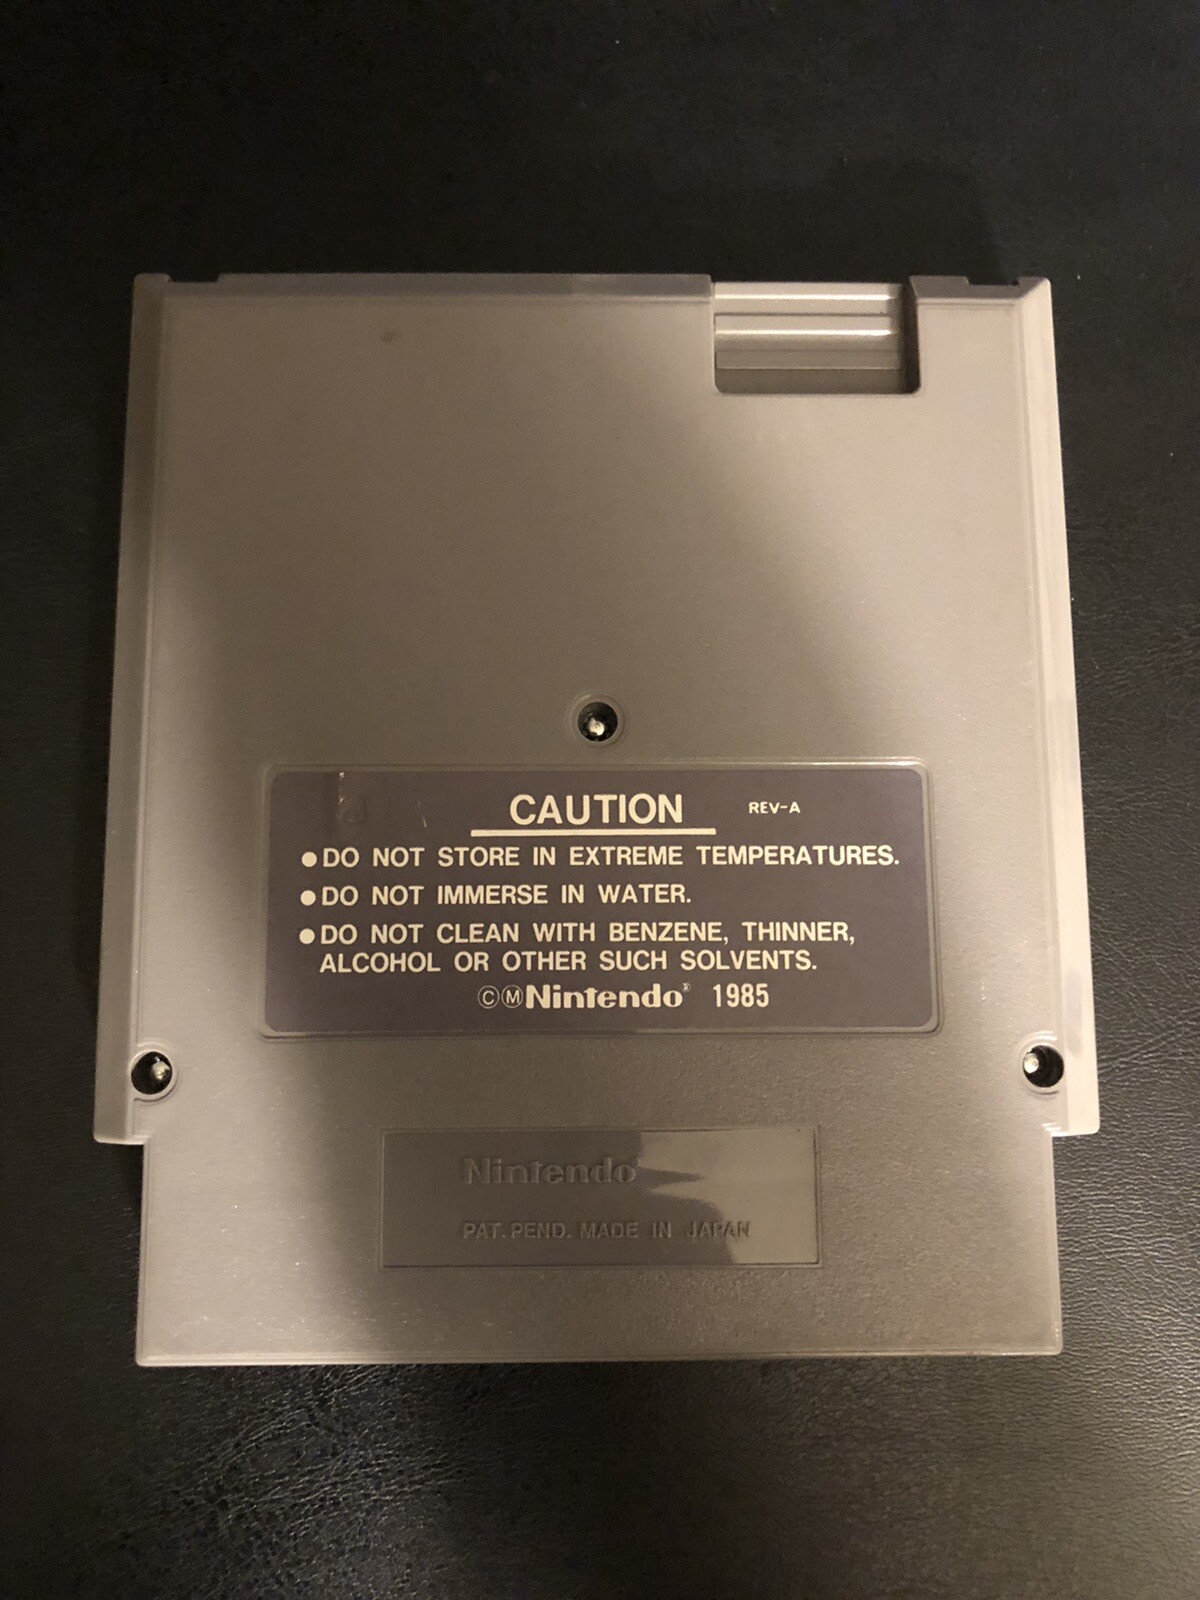 CAUTION REV-A
●DO NOT STORE IN EXTREME TEMPERATURES.
●DO NOT IMMERSE IN WATER.
●DO NOT CLEAN WITH BENZENE, THINNER,
ALCOHOL OR OTHER SUCH SOLVENTS.
©ⓂNintendo® 1985
Nintendo
PAT. PEND. MADE IN JAPAN